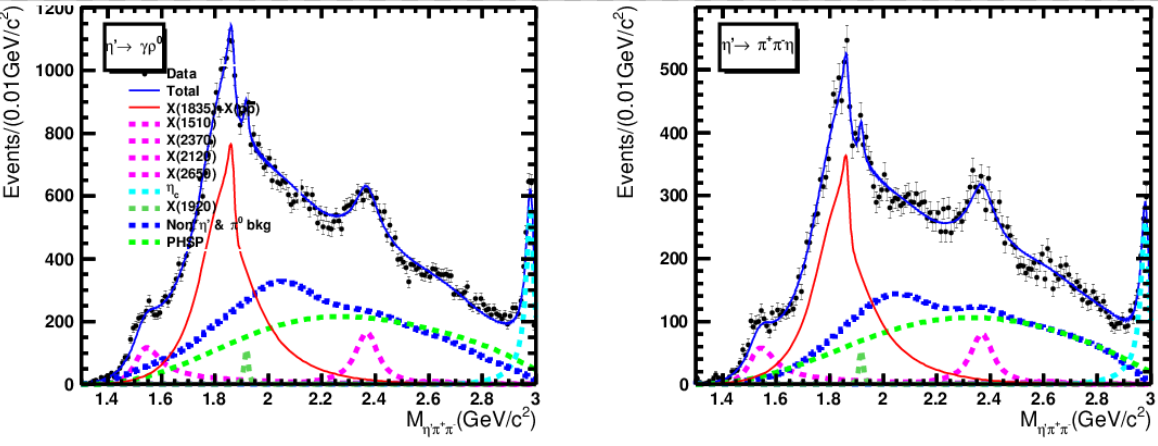 Events/(0.01GeV/c²)
1200
1000
800
600
400
200
0
η'→ γρ⁰
Data
Total
X(1835)
X(1510)
X(2370)
X(2120)
X(2650)
ηc
X(1920)
Non η' & π⁰ bkg
PHSP
1.4 1.6 1.8 2 2.2 2.4 2.6 2.8 3
Mη'π⁺π⁻(GeV/c²)
Events/(0.01GeV/c²)
500
400
300
200
100
0
η'→ π⁺π⁻η
1.4 1.6 1.8 2 2.2 2.4 2.6 2.8 3
Mη'π⁺π⁻(GeV/c²)